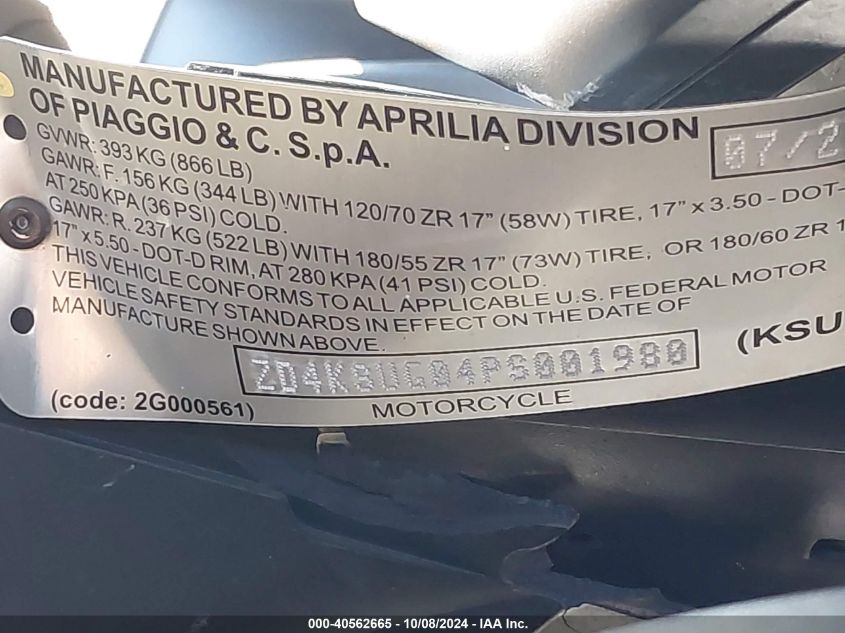 MANUFACTURED BY APRILIA DIVISION
OF PIAGGIO & C. S.p.A.
07/2
GVWR: 393 KG (866 LB)
GAWR: F. 156 KG (344 LB) WITH 120/70 ZR 17" (58W) TIRE, 17" x 3.50 - DOT-
AT 250 KPA (36 PSI) COLD.
GAWR: R. 237 KG (522 LB) WITH 180/55 ZR 17" (73W) TIRE, OR 180/60 ZR 1
17" x 5.50 - DOT-D RIM, AT 280 KPA (41 PSI) COLD.
THIS VEHICLE CONFORMS TO ALL APPLICABLE U.S. FEDERAL MOTOR
VEHICLE SAFETY STANDARDS IN EFFECT ON THE DATE OF
MANUFACTURE SHOWN ABOVE.
ZD4K3UG04PS001980
(KSU
(code: 2G000561)
MOTORCYCLE
000-40562665 - 10/08/2024 - IAA Inc.